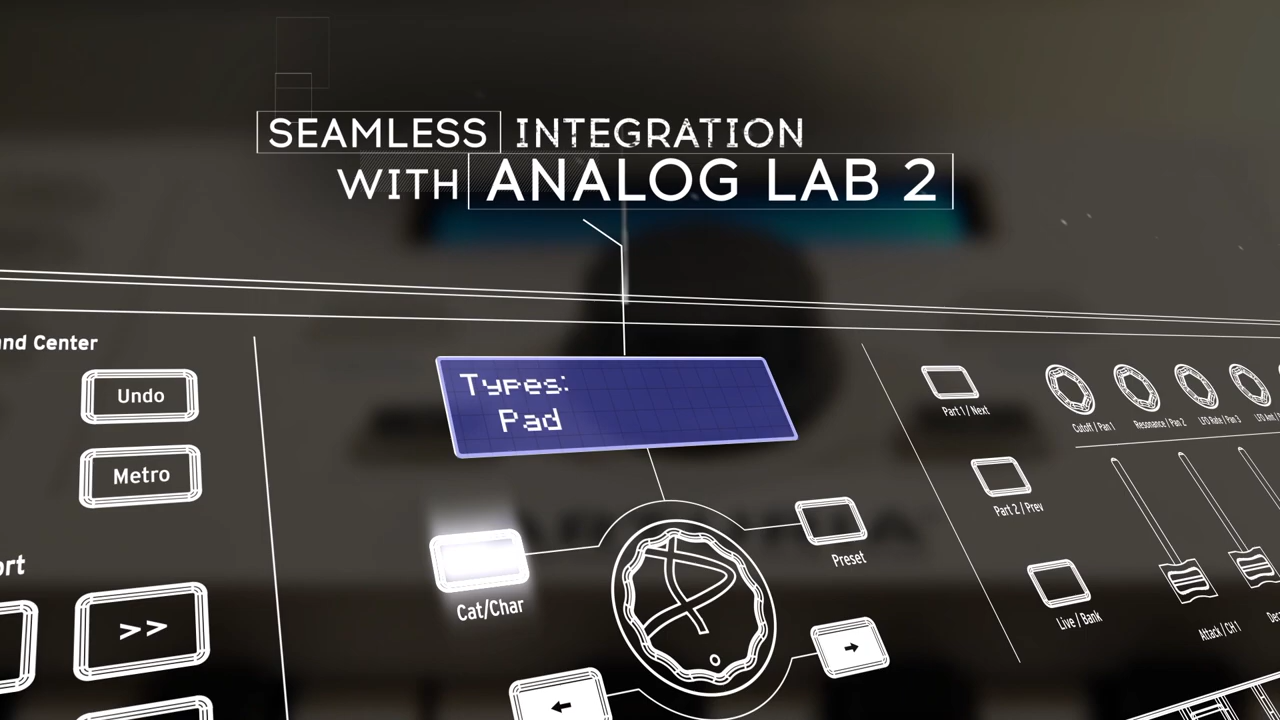 SEAMLESS INTEGRATION
WITH ANALOG LAB 2
nd Center
Undo
Metro
rt
>>
Types:
Pad
Cat/Char
Preset
Part 1 / Next
Part 2 / Prev
Live / Bank
Cutoff / Pan 1
Resonance / Pan 2
LFO Rate / Pan 3
Attack / CH 1